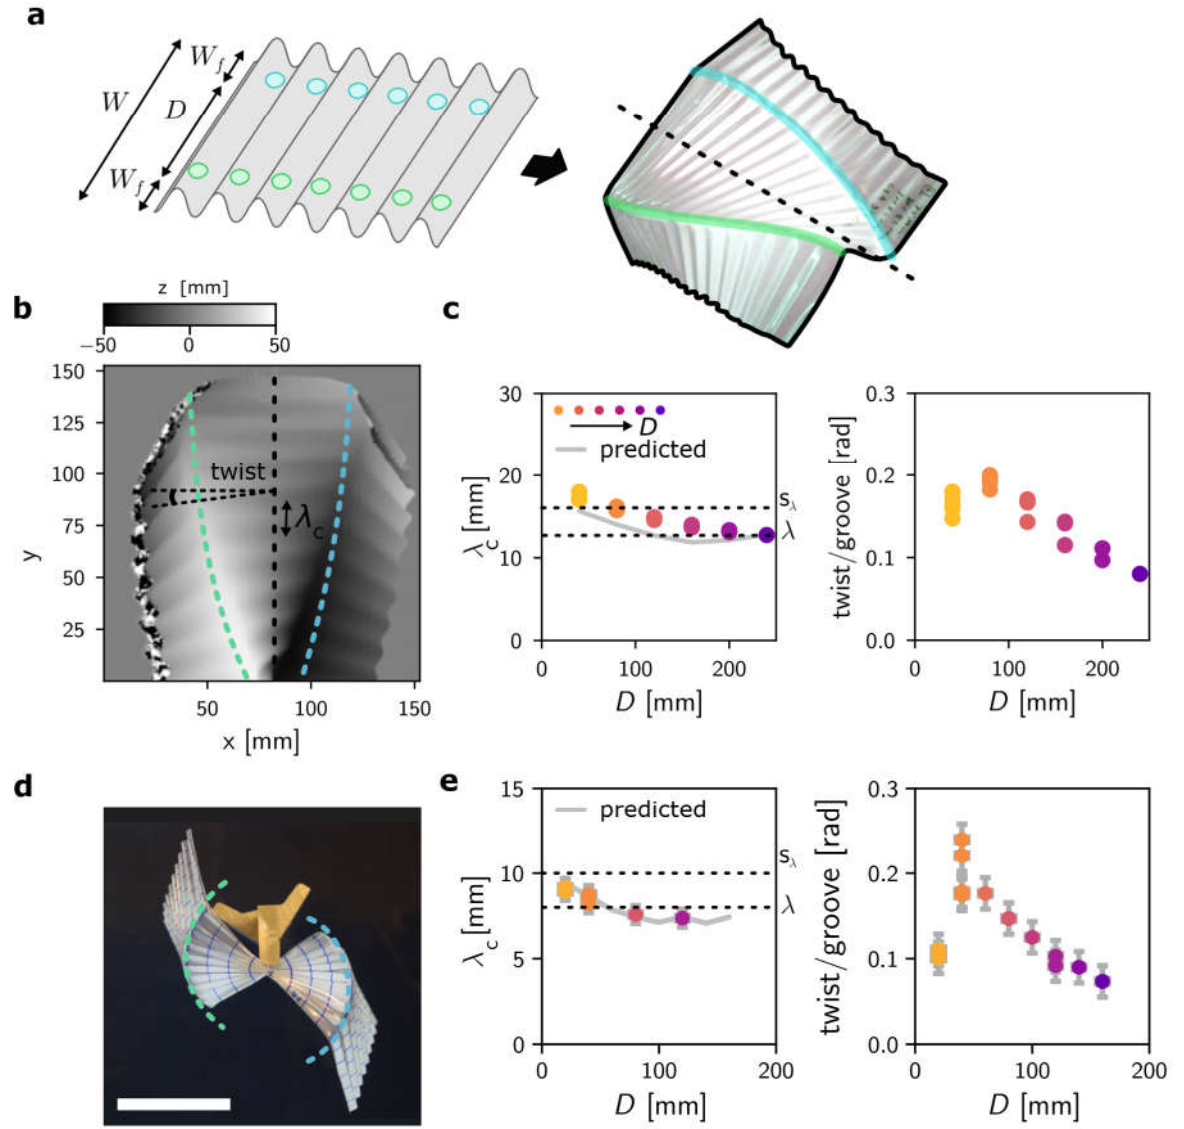 a
W
W_f
D
W_f
z [mm]
−50 0 50
b
y
150
125
100
75
50
25
twist
λ_c
50 100 150
x [mm]
c
λ_c [mm]
30
20
10
0
D
predicted
s_λ
λ
0 100 200
D [mm]
twist/groove [rad]
0.3
0.2
0.1
0.0
0 100 200
D [mm]
d
e
λ_c [mm]
15
10
5
0
predicted
s_λ
λ
0 100 200
D [mm]
twist/groove [rad]
0.3
0.2
0.1
0.0
0 100 200
D [mm]